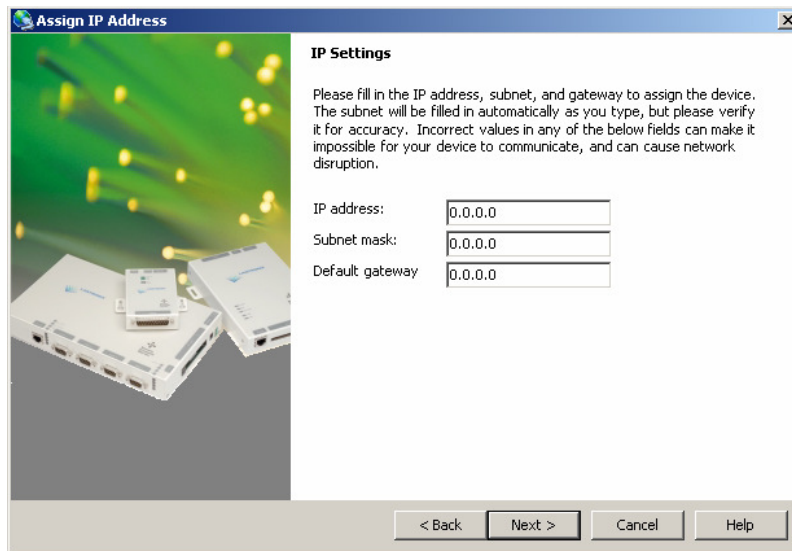 Assign IP Address
IP Settings
Please fill in the IP address, subnet, and gateway to assign the device.
The subnet will be filled in automatically as you type, but please verify
it for accuracy. Incorrect values in any of the below fields can make it
impossible for your device to communicate, and can cause network
disruption.
IP address: 0.0.0.0
Subnet mask: 0.0.0.0
Default gateway 0.0.0.0
< Back Next > Cancel Help